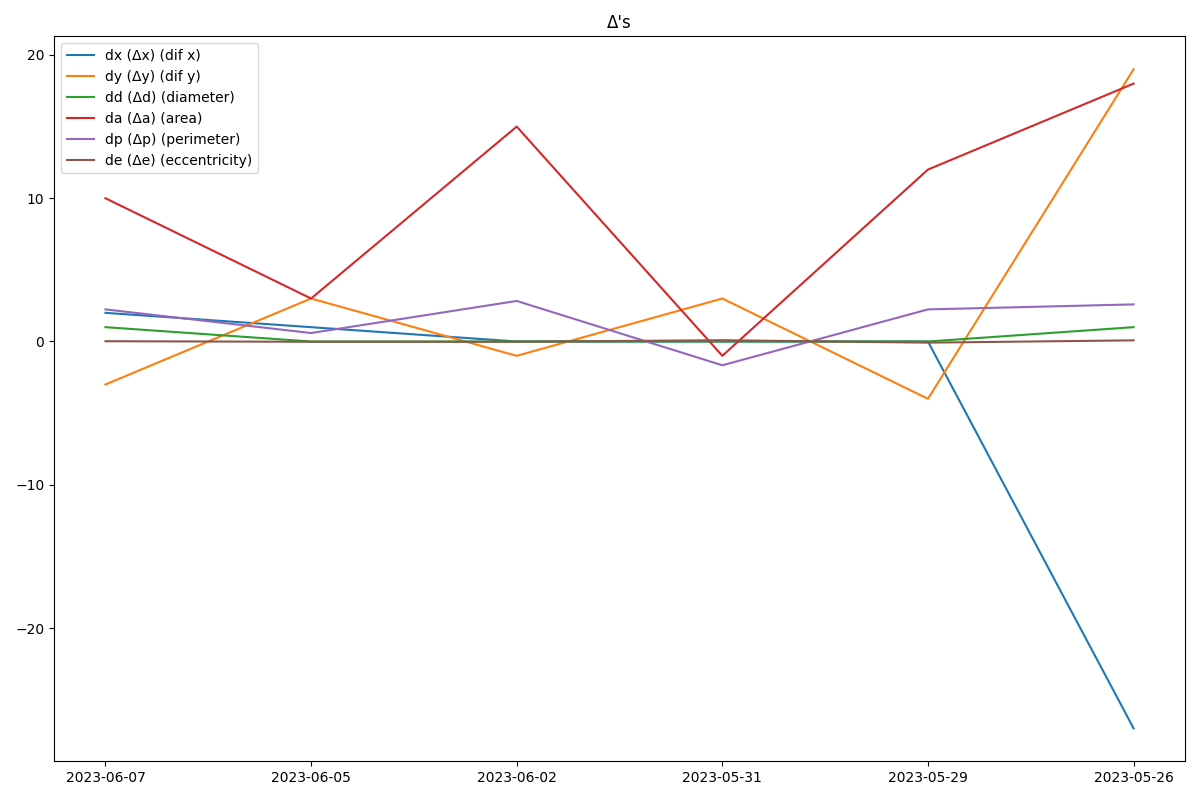 Δ's
dx (Δx) (dif x)
dy (Δy) (dif y)
dd (Δd) (diameter)
da (Δa) (area)
dp (Δp) (perimeter)
de (Δe) (eccentricity)
20
10
0
−10
−20
2023-06-07 2023-06-05 2023-06-02 2023-05-31 2023-05-29 2023-05-26